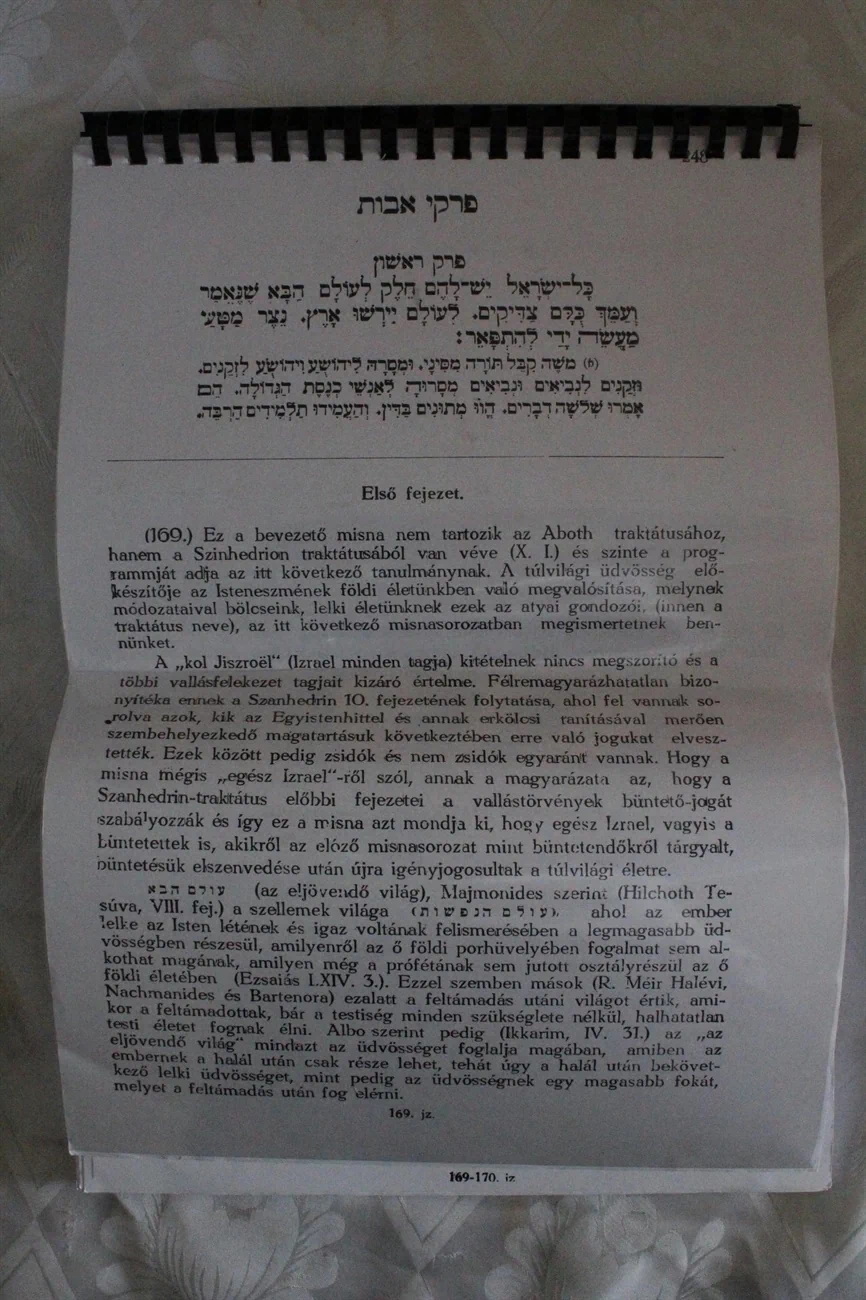 248
פרקי אבות
פרק ראשון
כָּל־יִשְׂרָאֵל יֵשׁ־לָהֶם חֵלֶק לְעוֹלָם הַבָּא שֶׁנֶּאֱמַר
וְעַמֵּךְ כֻּלָּם צַדִּיקִים. לְעוֹלָם יִירְשׁוּ אָרֶץ. נֵצֶר מַטָּעַי
מַעֲשֵׂה יָדַי לְהִתְפָּאֵר:
משֶׁה קִבֵּל תּוֹרָה מִסִּינָי. וּמְסָרָהּ לִיהוֹשֻׁעַ וִיהוֹשֻׁעַ לִזְקֵנִים.
וּזְקֵנִים לִנְבִיאִים וּנְבִיאִים מְסָרוּהָ לְאַנְשֵׁי כְנֶסֶת הַגְּדוֹלָה. הֵם
אָמְרוּ שְׁלשָׁה דְבָרִים. הֱווּ מְתוּנִים בַּדִּין. וְהַעֲמִידוּ תַלְמִידִים הַרְבֵּה.
Első fejezet.
(169.) Ez a bevezető misna nem tartozik az Aboth traktátusához,
hanem a Szinhedrion traktátusából van véve (X. I.) és szinte a prog-
rammját adja az itt következő tanulmánynak. A túlvilági üdvösség elő-
készítője az Isteneszmének földi életünkben való megvalósítása, melynek
módozataival bölcseink, lelki életünknek ezek az atyai gondozói, (innen a
traktátus neve), az itt következő misnasorozatban megismertetnek ben-
nünket.
A „kol Jiszroël“ (Izrael minden tagja) kitételnek nincs megszorító és a
többi vallásfelekezet tagjait kizáró értelme. Félremagyarázhatatlan bizo-
nyítéka ennek a Szanhedrin 10. fejezetének folytatása, ahol fel vannak so-
rolva azok, kik az Egyistenhittel és annak erkölcsi tanításával merően
szembehelyezkedő magatartásuk következtében erre való jogukat elvesz-
tették. Ezek között pedig zsidók és nem zsidók egyaránt vannak. Hogy a
misna mégis „egész Izrael“-ről szól, annak a magyarázata az, hogy a
Szanhedrin-traktátus előbbi fejezetei a vallástörvények büntető-jogát
szabályozzák és így ez a misna azt mondja ki, hogy egész Izrael, vagyis a
büntetettek is, akikről az előző misnasorozat mint büntetendőkről tárgyalt,
büntetésük elszenvedése után újra igényjogosultak a túlvilági életre.
עולם הבא (az eljövendő világ), Majmonides szerint (Hilchoth Te-
súva, VIII. fej.) a szellemek világa (עולם הנפשות), ahol az ember
lelke az Isten létének és igaz voltának felismerésében a legmagasabb üd-
vösségben részesül, amilyenről az ő földi porhüvelyében fogalmat sem al-
kothat magának, amilyen még a prófétának sem jutott osztályrészül az ő
földi életében (Ezsaiás LXIV. 3.). Ezzel szemben mások (R. Méir Halévi,
Nachmanides és Bartenora) ezalatt a feltámadás utáni világot értik, ami-
kor a feltámadottak, bár a testiség minden szükséglete nélkül, halhatatlan
testi életet fognak élni. Albo szerint pedig (Ikkarim, IV. 31.) az „az
eljövendő világ“ mindazt az üdvösséget foglalja magában, amiben az
embernek a halál után csak része lehet, tehát úgy a halál után bekövet-
kező lelki üdvösséget, mint pedig az üdvösségnek egy magasabb fokát,
melyet a feltámadás után fog elérni.
169. jz.
169-170. iz